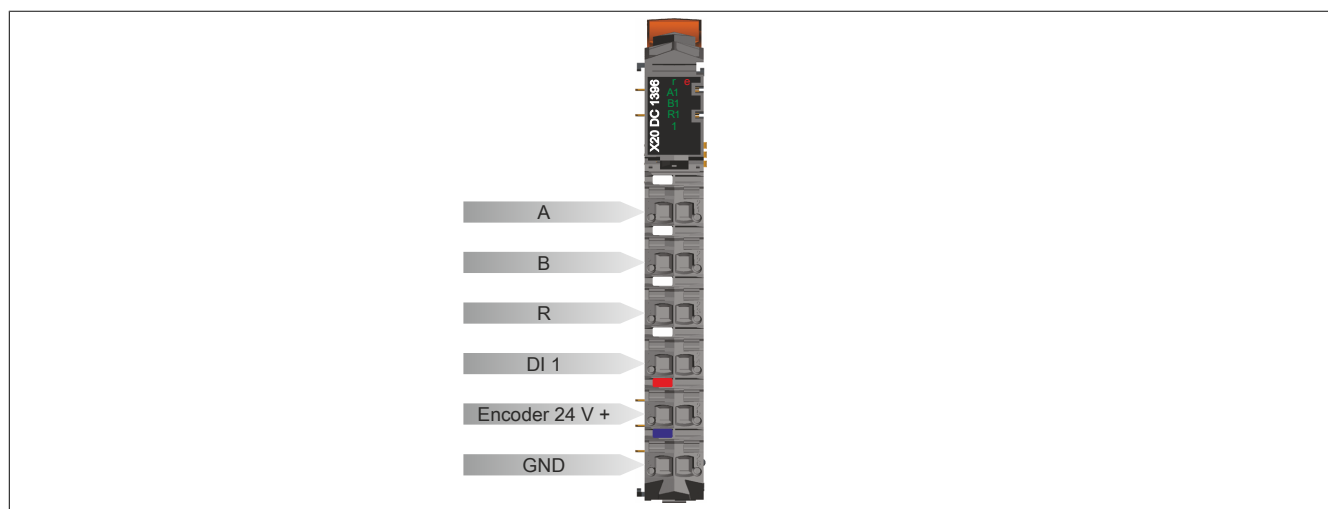 X20 DC 1396
r e
A1
B1
R1
1
A
B
R
DI 1
Encoder 24 V +
GND